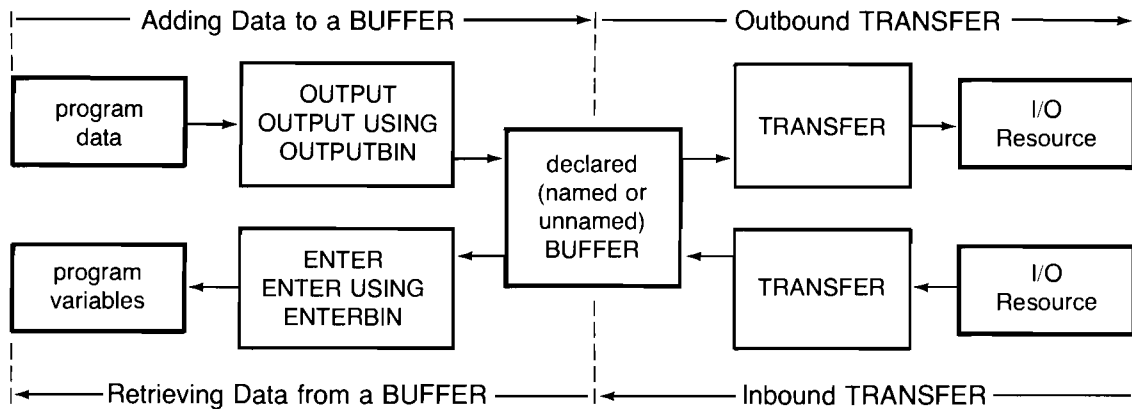 Adding Data to a BUFFER
Outbound TRANSFER
program
data
OUTPUT
OUTPUT USING
OUTPUTBIN
declared
(named or
unnamed)
BUFFER
TRANSFER
I/O
Resource
program
variables
ENTER
ENTER USING
ENTERBIN
TRANSFER
I/O
Resource
Retrieving Data from a BUFFER
Inbound TRANSFER